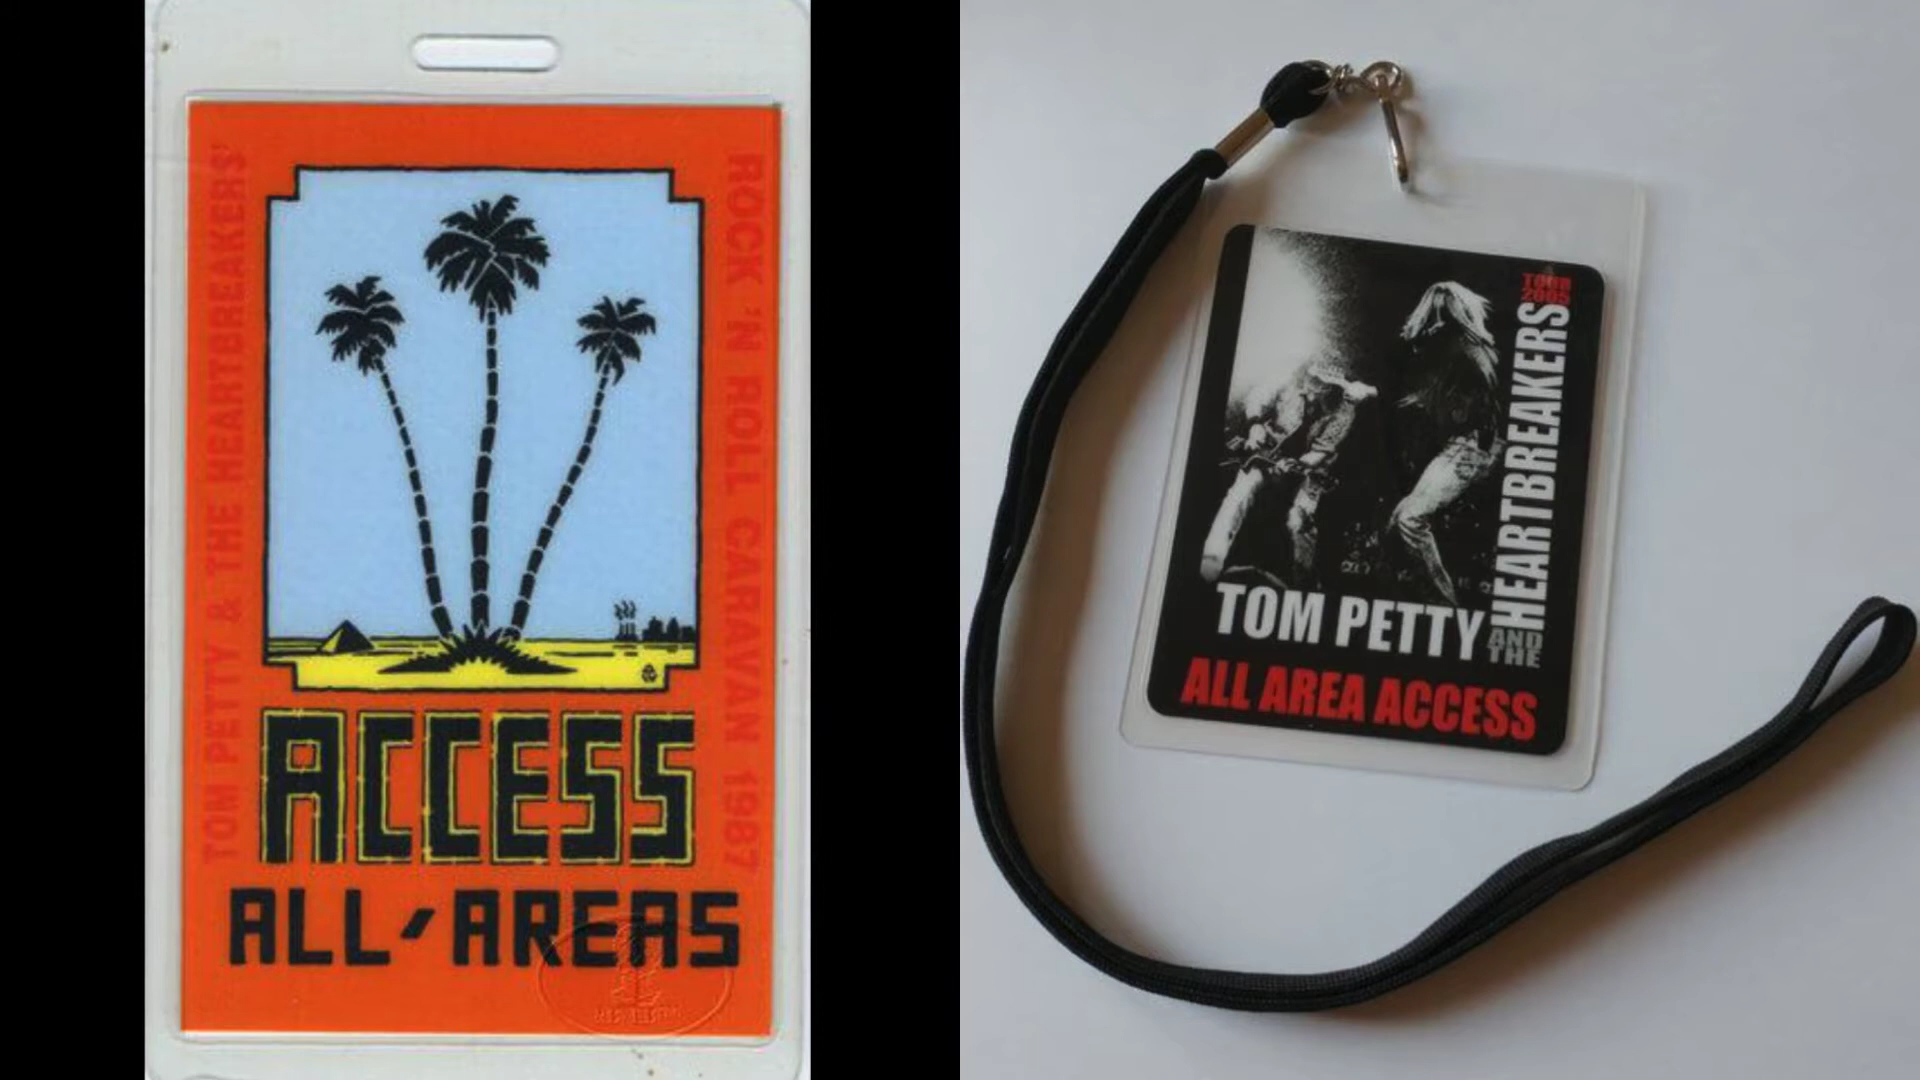 TOM PETTY & THE HEARTBREAKERS'
ROCK 'N ROLL CARAVAN 1987
ACCESS
ALL-AREAS
TOUR
2005
HEARTBREAKERS
TOM PETTY
AND
THE
ALL AREA ACCESS